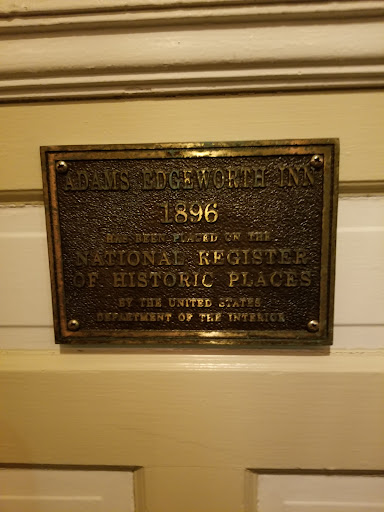 ADAMS EDGEWORTH INN
1896
HAS BEEN PLACED ON THE
NATIONAL REGISTER
OF HISTORIC PLACES
BY THE UNITED STATES
DEPARTMENT OF THE INTERIOR